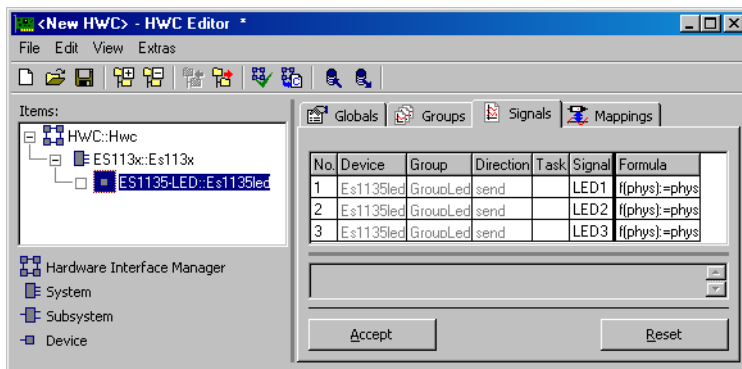 <New HWC> - HWC Editor *
File Edit View Extras
Items:
HWC::Hwc
ES113x::Es113x
ES1135-LED::Es1135led
Hardware Interface Manager
System
Subsystem
Device
Globals Groups Signals Mappings
No. Device Group Direction Task Signal Formula
1 Es1135led GroupLed send LED1 f(phys):=phys
2 Es1135led GroupLed send LED2 f(phys):=phys
3 Es1135led GroupLed send LED3 f(phys):=phys
Accept Reset